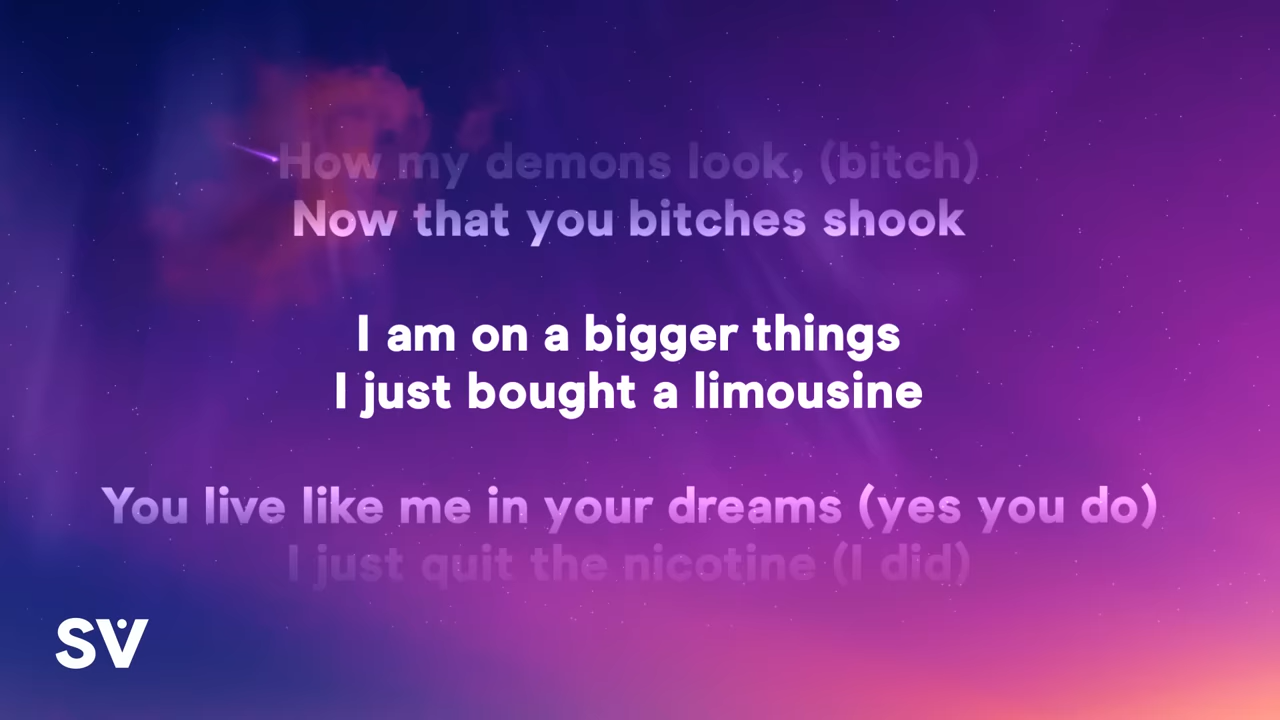 How my demons look, (bitch)
Now that you bitches shook
I am on a bigger things
I just bought a limousine
You live like me in your dreams (yes you do)
I just quit the nicotine (I did)
SV